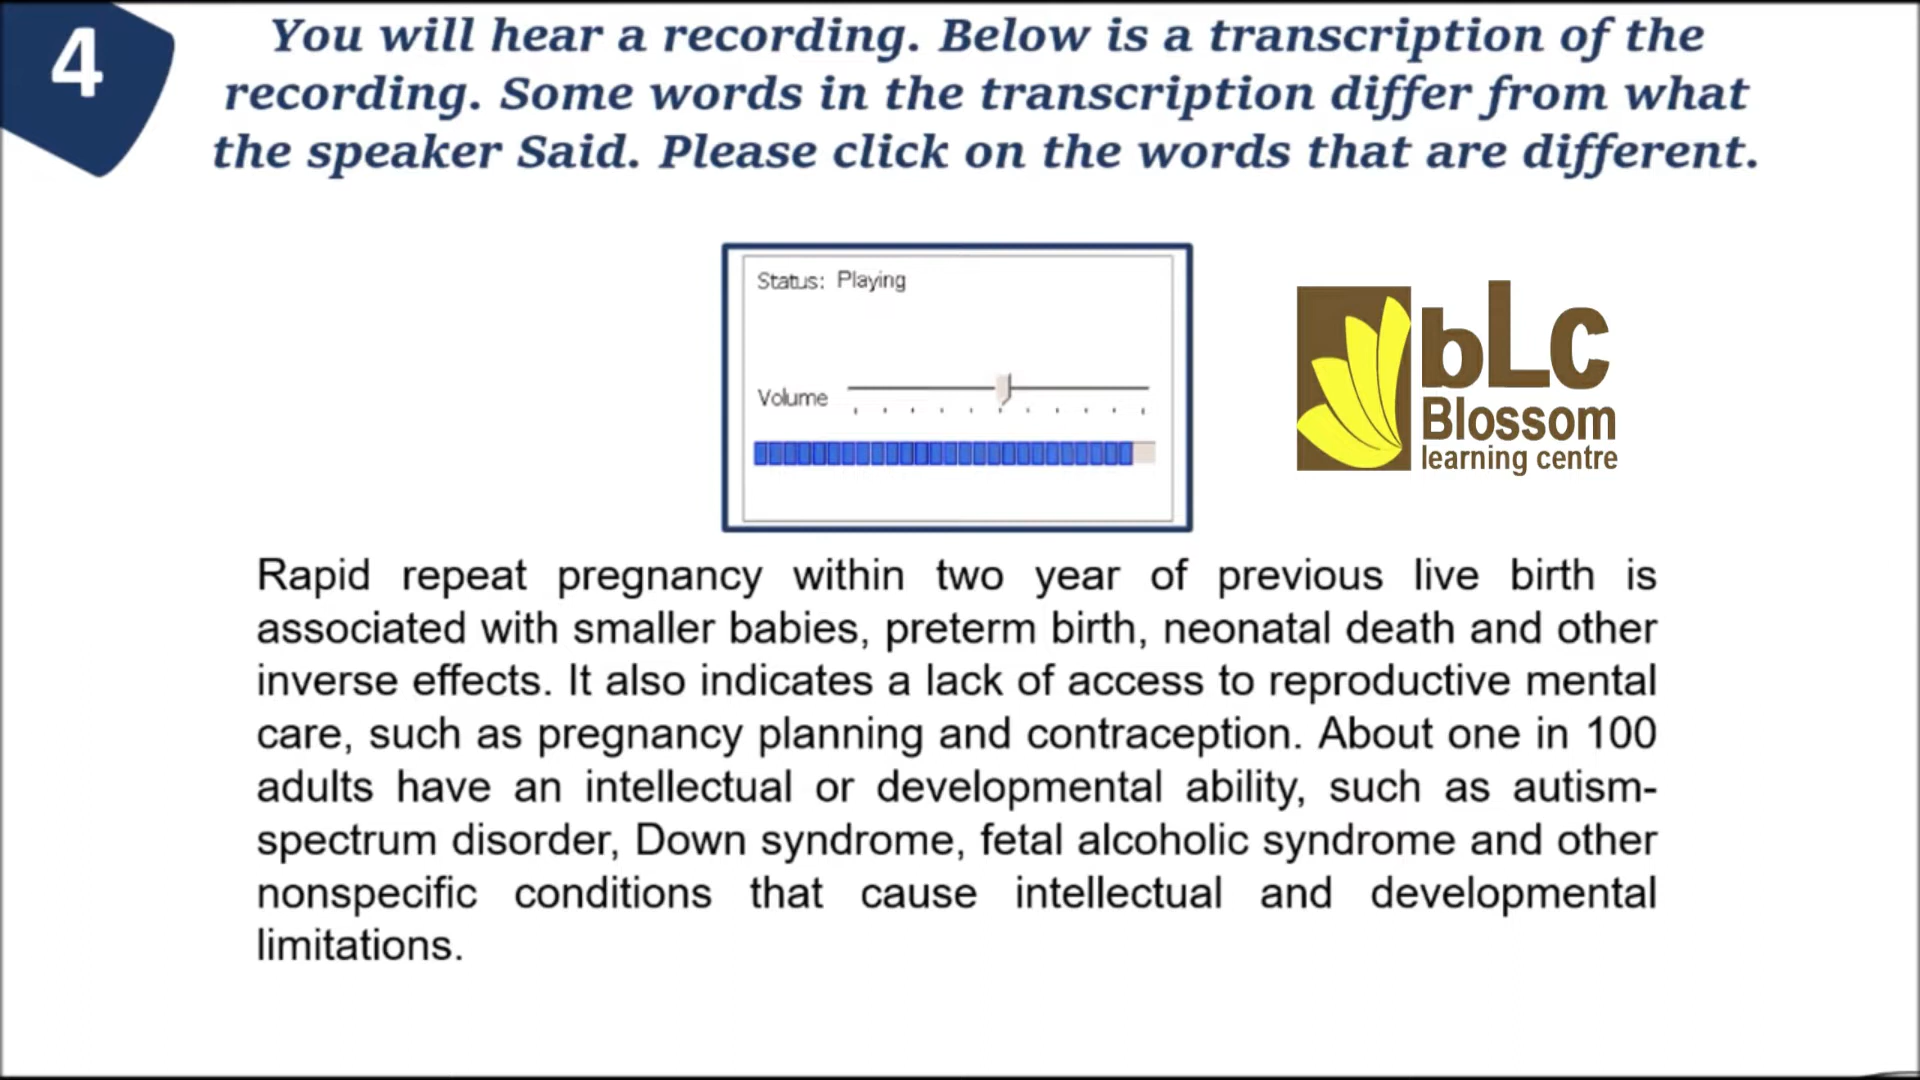 4
You will hear a recording. Below is a transcription of the
recording. Some words in the transcription differ from what
the speaker Said. Please click on the words that are different.
Status: Playing
Volume
bLc
Blossom
learning centre
Rapid repeat pregnancy within two year of previous live birth is
associated with smaller babies, preterm birth, neonatal death and other
inverse effects. It also indicates a lack of access to reproductive mental
care, such as pregnancy planning and contraception. About one in 100
adults have an intellectual or developmental ability, such as autism-
spectrum disorder, Down syndrome, fetal alcoholic syndrome and other
nonspecific conditions that cause intellectual and developmental
limitations.